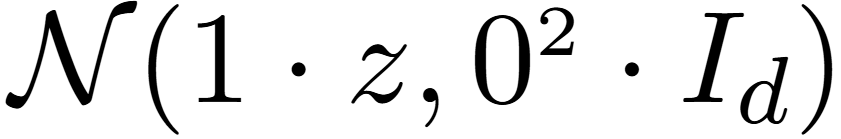 𝒩(1 · z, 0² · I_d)